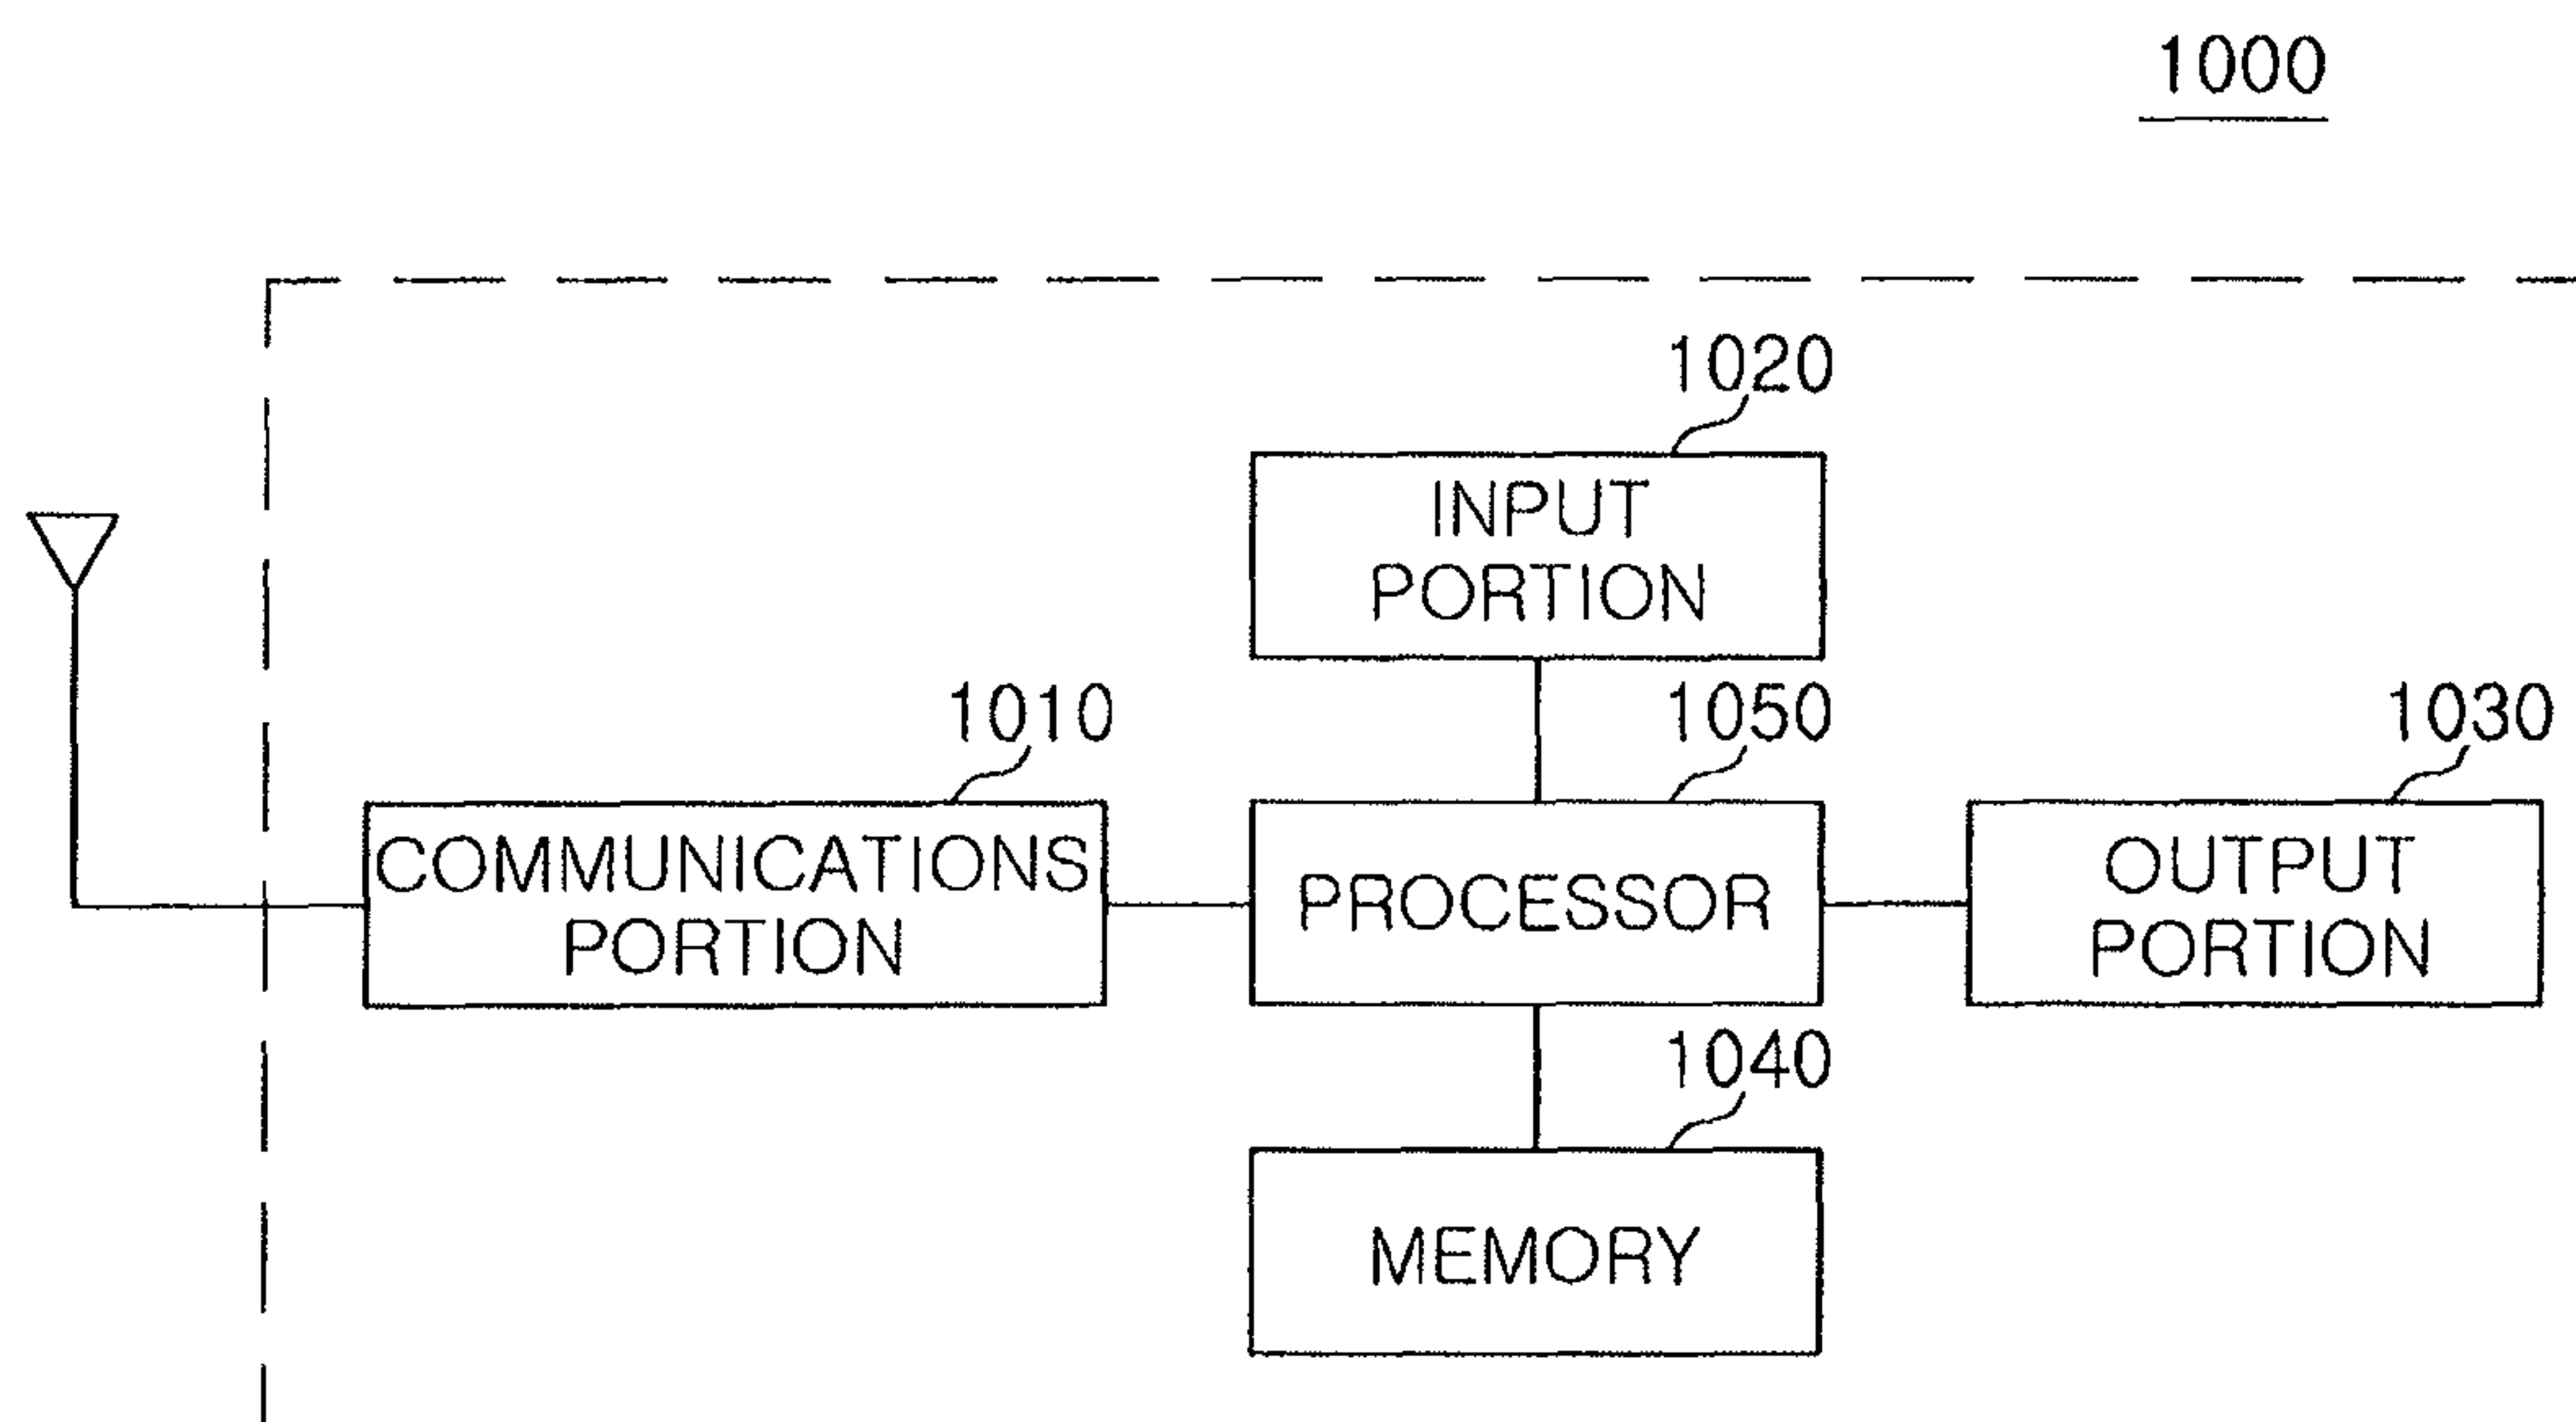 1000
1020
INPUT
PORTION
1010
1050
1030
COMMUNICATIONS
PORTION
PROCESSOR
OUTPUT
PORTION
1040
MEMORY